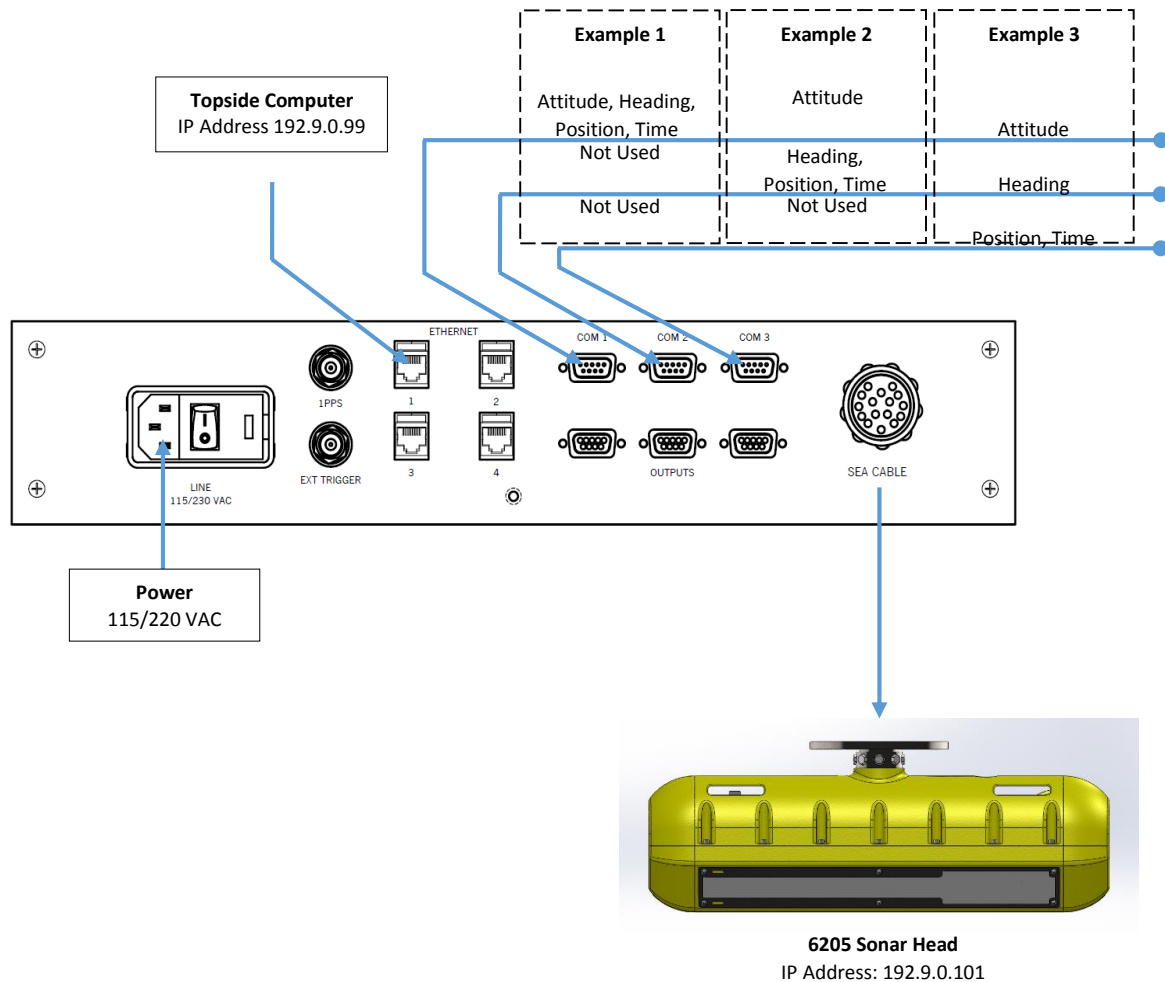 Example 1
Example 2
Example 3
Attitude, Heading,
Position, Time
Not Used
Not Used
Attitude
Heading,
Position, Time
Not Used
Attitude
Heading
Position, Time
Topside Computer
IP Address 192.9.0.99
ETHERNET
COM 1
COM 2
COM 3
1PPS
1
2
EXT TRIGGER
3
4
OUTPUTS
SEA CABLE
LINE
115/230 VAC
Power
115/220 VAC
6205 Sonar Head
IP Address: 192.9.0.101